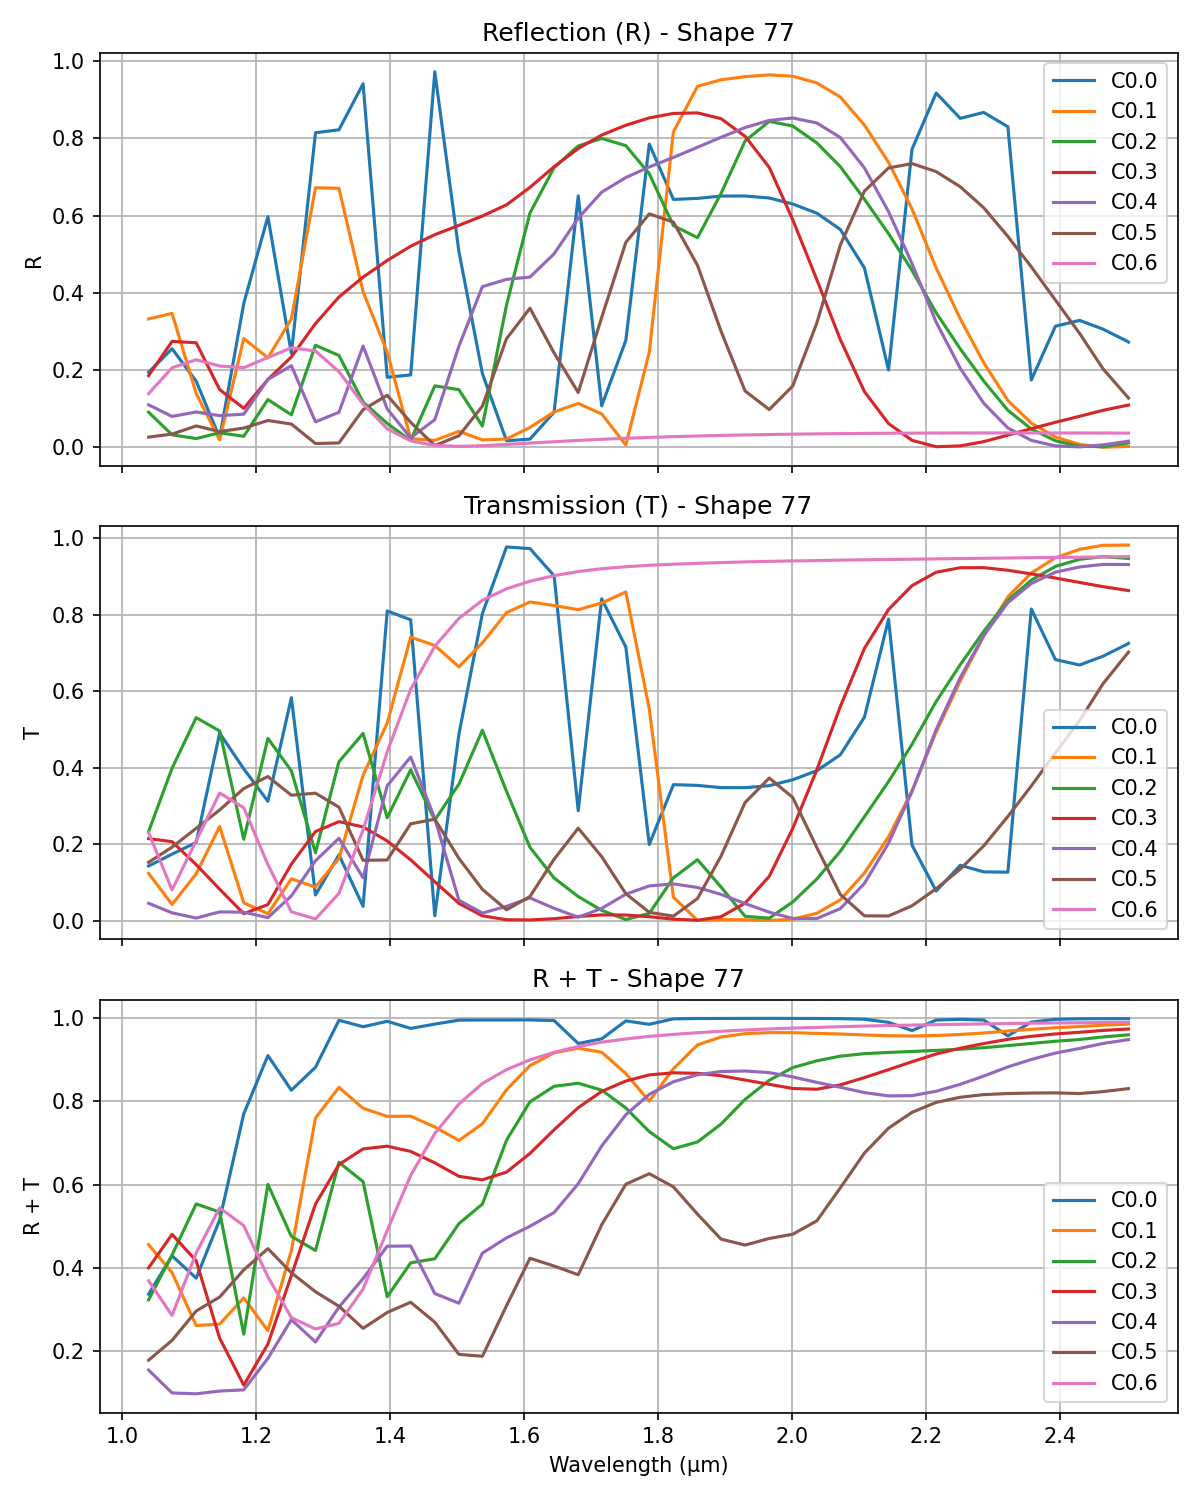 Reflection (R) - Shape 77
1.0
0.8
0.6
0.4
0.2
0.0
R
C0.0
C0.1
C0.2
C0.3
C0.4
C0.5
C0.6
Transmission (T) - Shape 77
1.0
0.8
0.6
0.4
0.2
0.0
T
C0.0
C0.1
C0.2
C0.3
C0.4
C0.5
C0.6
R + T - Shape 77
1.0
0.8
0.6
0.4
0.2
R + T
C0.0
C0.1
C0.2
C0.3
C0.4
C0.5
C0.6
1.0 1.2 1.4 1.6 1.8 2.0 2.2 2.4
Wavelength (μm)